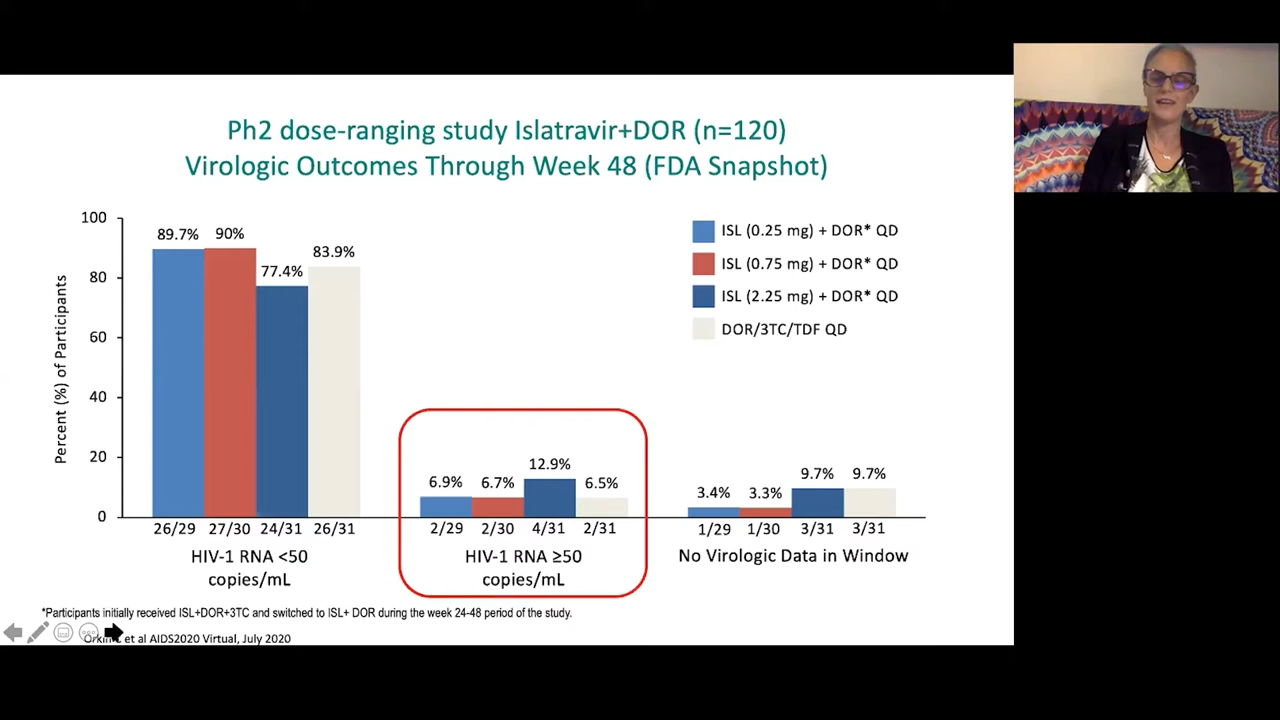 Ph2 dose-ranging study Islatravir+DOR (n=120)
Virologic Outcomes Through Week 48 (FDA Snapshot)
Percent (%) of Participants
100
80
60
40
20
0
89.7%
90%
77.4%
83.9%
6.9%
6.7%
12.9%
6.5%
3.4%
3.3%
9.7%
9.7%
ISL (0.25 mg) + DOR* QD
ISL (0.75 mg) + DOR* QD
ISL (2.25 mg) + DOR* QD
DOR/3TC/TDF QD
26/29 27/30 24/31 26/31
HIV-1 RNA <50
copies/mL
2/29 2/30 4/31 2/31
HIV-1 RNA ≥50
copies/mL
1/29 1/30 3/31 3/31
No Virologic Data in Window
*Participants initially received ISL+DOR+3TC and switched to ISL+ DOR during the week 24-48 period of the study.
et al AIDS2020 Virtual, July 2020